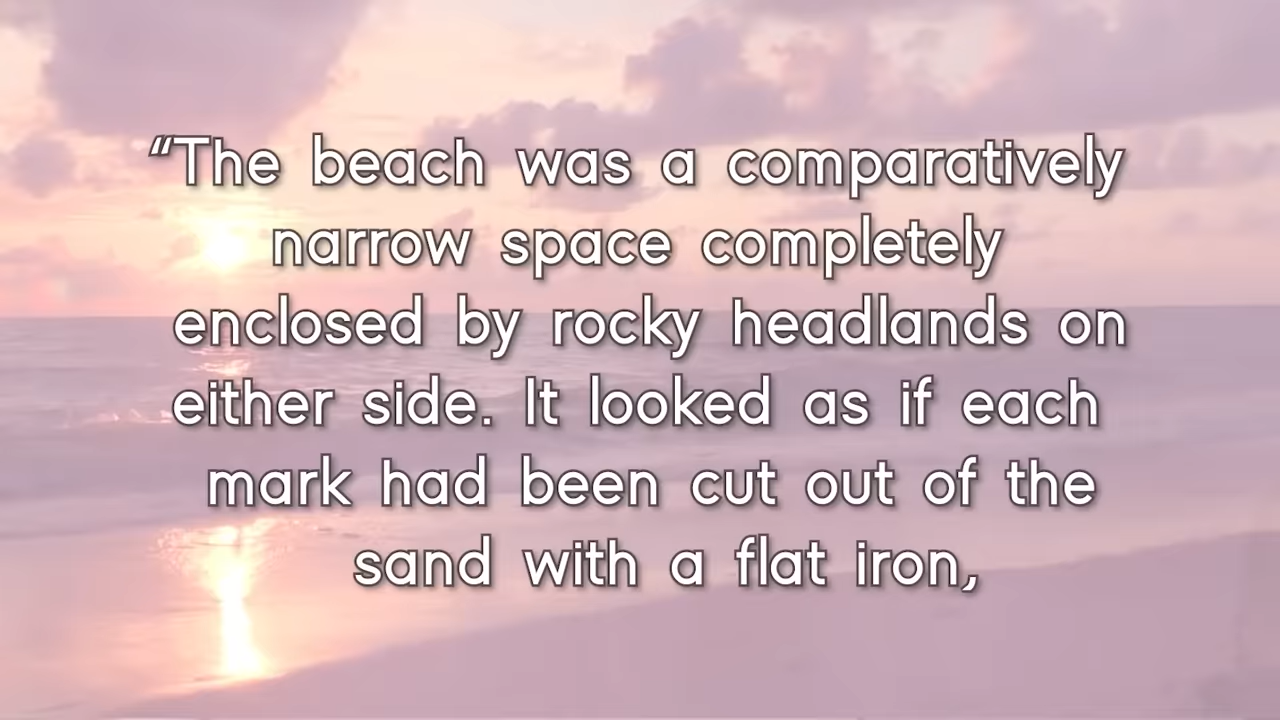 “The beach was a comparatively
narrow space completely
enclosed by rocky headlands on
either side. It looked as if each
mark had been cut out of the
sand with a flat iron,